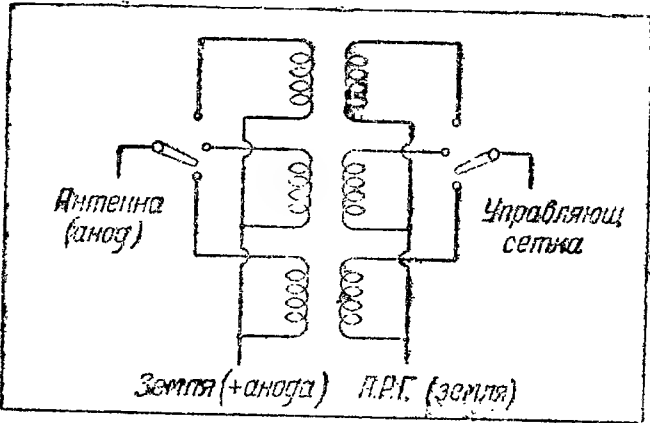 Антенна
(анод)
Управляющ
сетка
Земля (+анода) А.Р.Г. (земля)